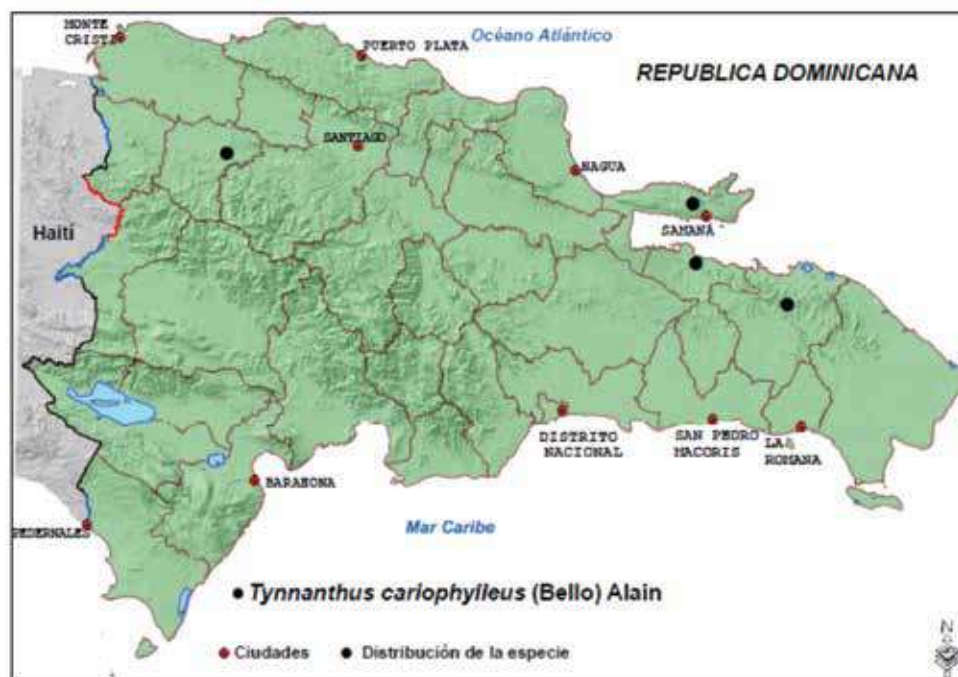 MONTE
CRISTI
PUERTO PLATA
Océano Atlántico
REPUBLICA DOMINICANA
SANTIAGO
NAGUA
Haití
SAMANÁ
DISTRITO
NACIONAL
SAN PEDRO
MACORIS
LA
ROMANA
BARAHONA
PEDERNALES
Mar Caribe
Tynnanthus cariophylleus (Bello) Alain
Ciudades
Distribución de la especie
N